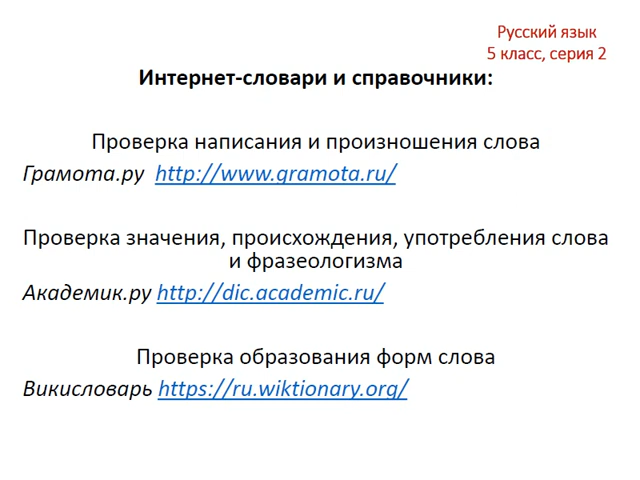 Русский язык
5 класс, серия 2
Интернет-словари и справочники:
Проверка написания и произношения слова
Грамота.ру http://www.gramota.ru/
Проверка значения, происхождения, употребления слова
и фразеологизма
Академик.ру http://dic.academic.ru/
Проверка образования форм слова
Викисловарь https://ru.wiktionary.org/